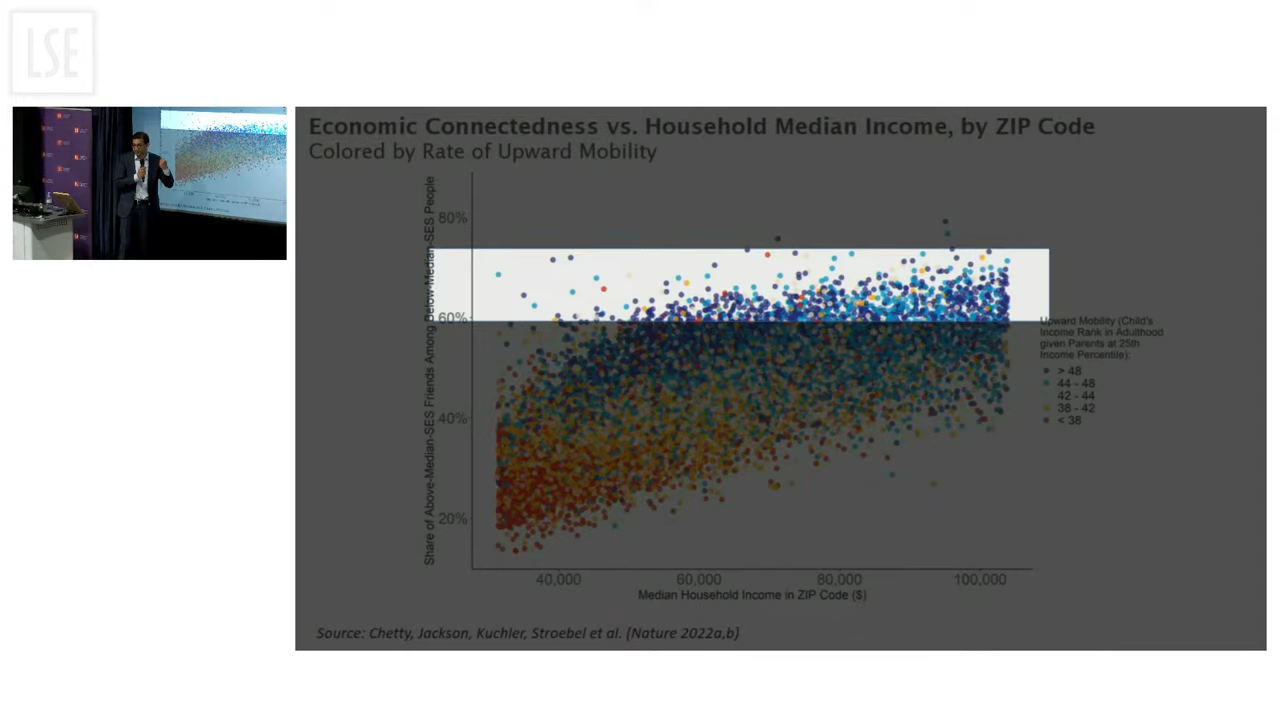 LSE
Economic Connectedness vs. Household Median Income, by ZIP Code
Colored by Rate of Upward Mobility
Share of Above-Median-SES Friends Among Below-Median-SES People
80%
60%
40%
20%
40,000
60,000
80,000
100,000
Median Household Income in ZIP Code ($)
Upward Mobility (Child's
Income Rank in Adulthood
given Parents at 25th
Income Percentile):
> 48
44 - 48
42 - 44
38 - 42
< 38
Source: Chetty, Jackson, Kuchler, Stroebel et al. (Nature 2022a,b)